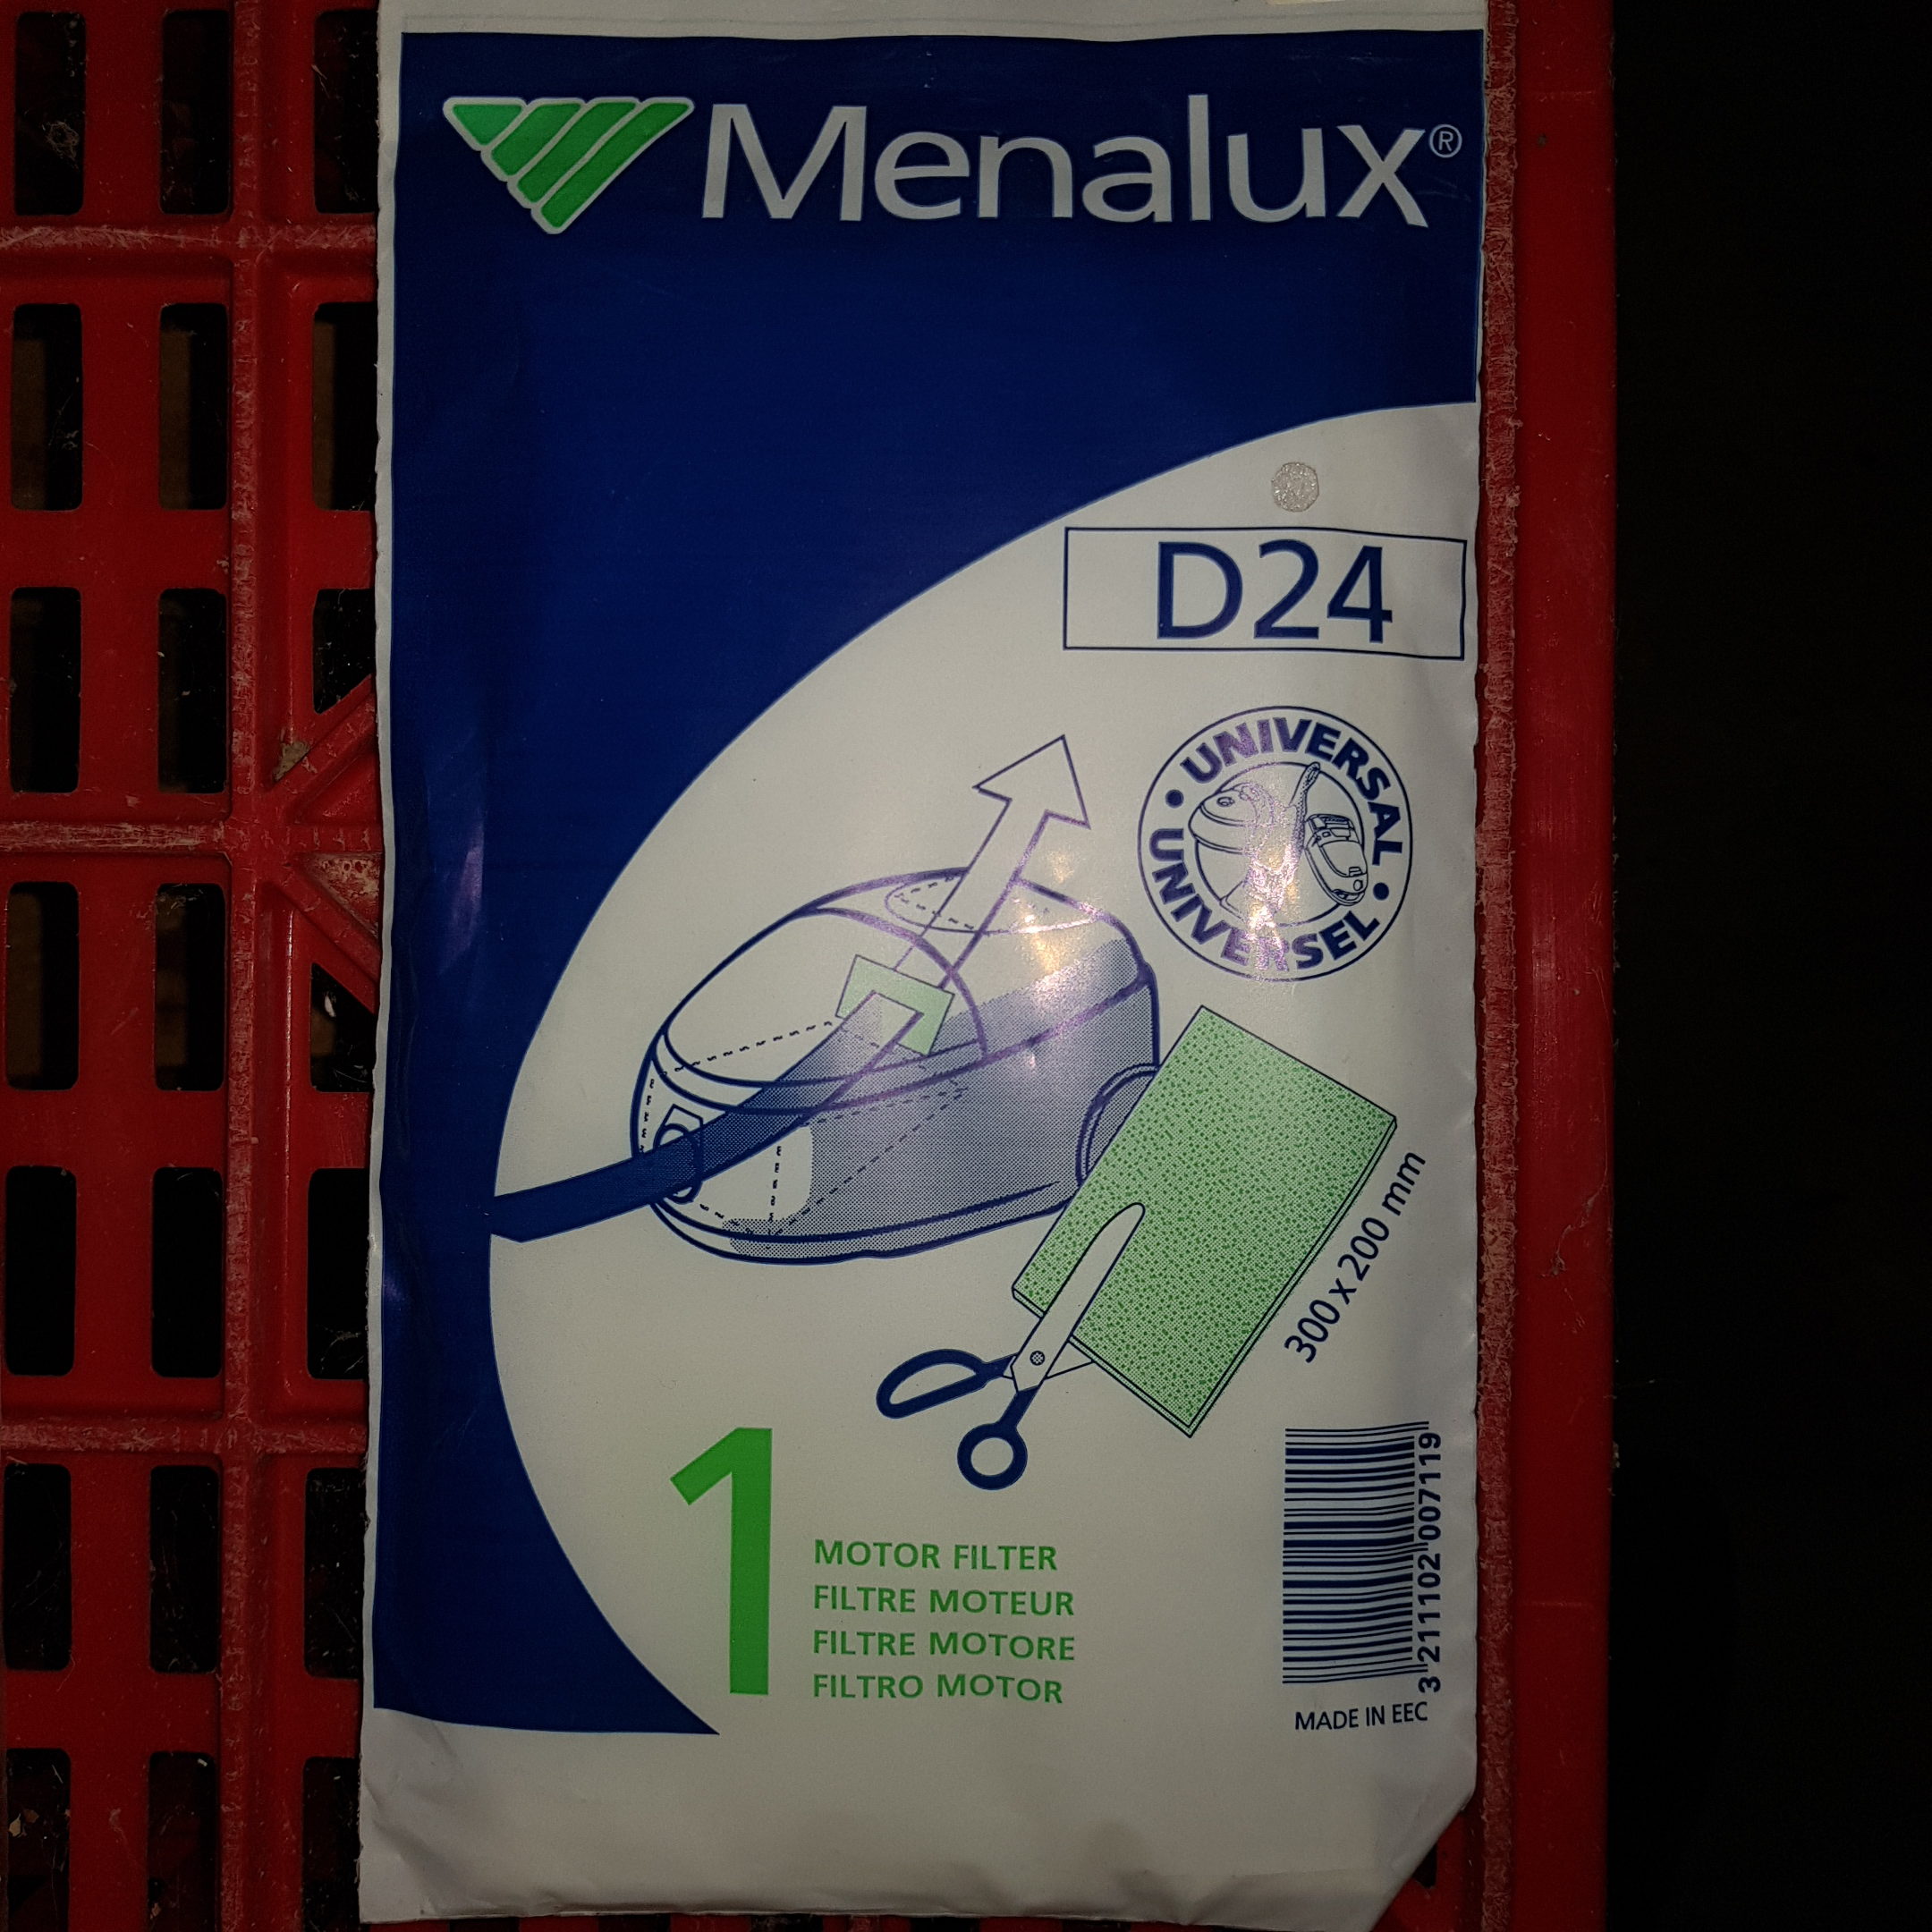 Menalux®
D24
UNIVERSAL
UNIVERSEL
300 x 200 mm
1
MOTOR FILTER
FILTRE MOTEUR
FILTRE MOTORE
FILTRO MOTOR
3 211102 007119
MADE IN EEC